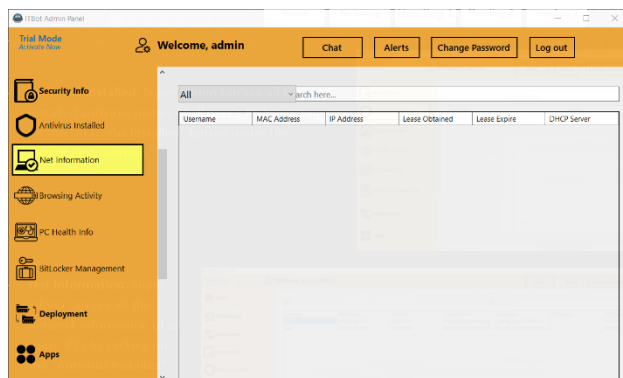 ITBot Admin Panel
Trial Mode
Activate Now
Welcome, admin
Chat
Alerts
Change Password
Log out
Security Info
Antivirus Installed
Net Information
Browsing Activity
PC Health Info
BitLocker Management
Deployment
Apps
All
arch here...
Username MAC Address IP Address Lease Obtained Lease Expire DHCP Server